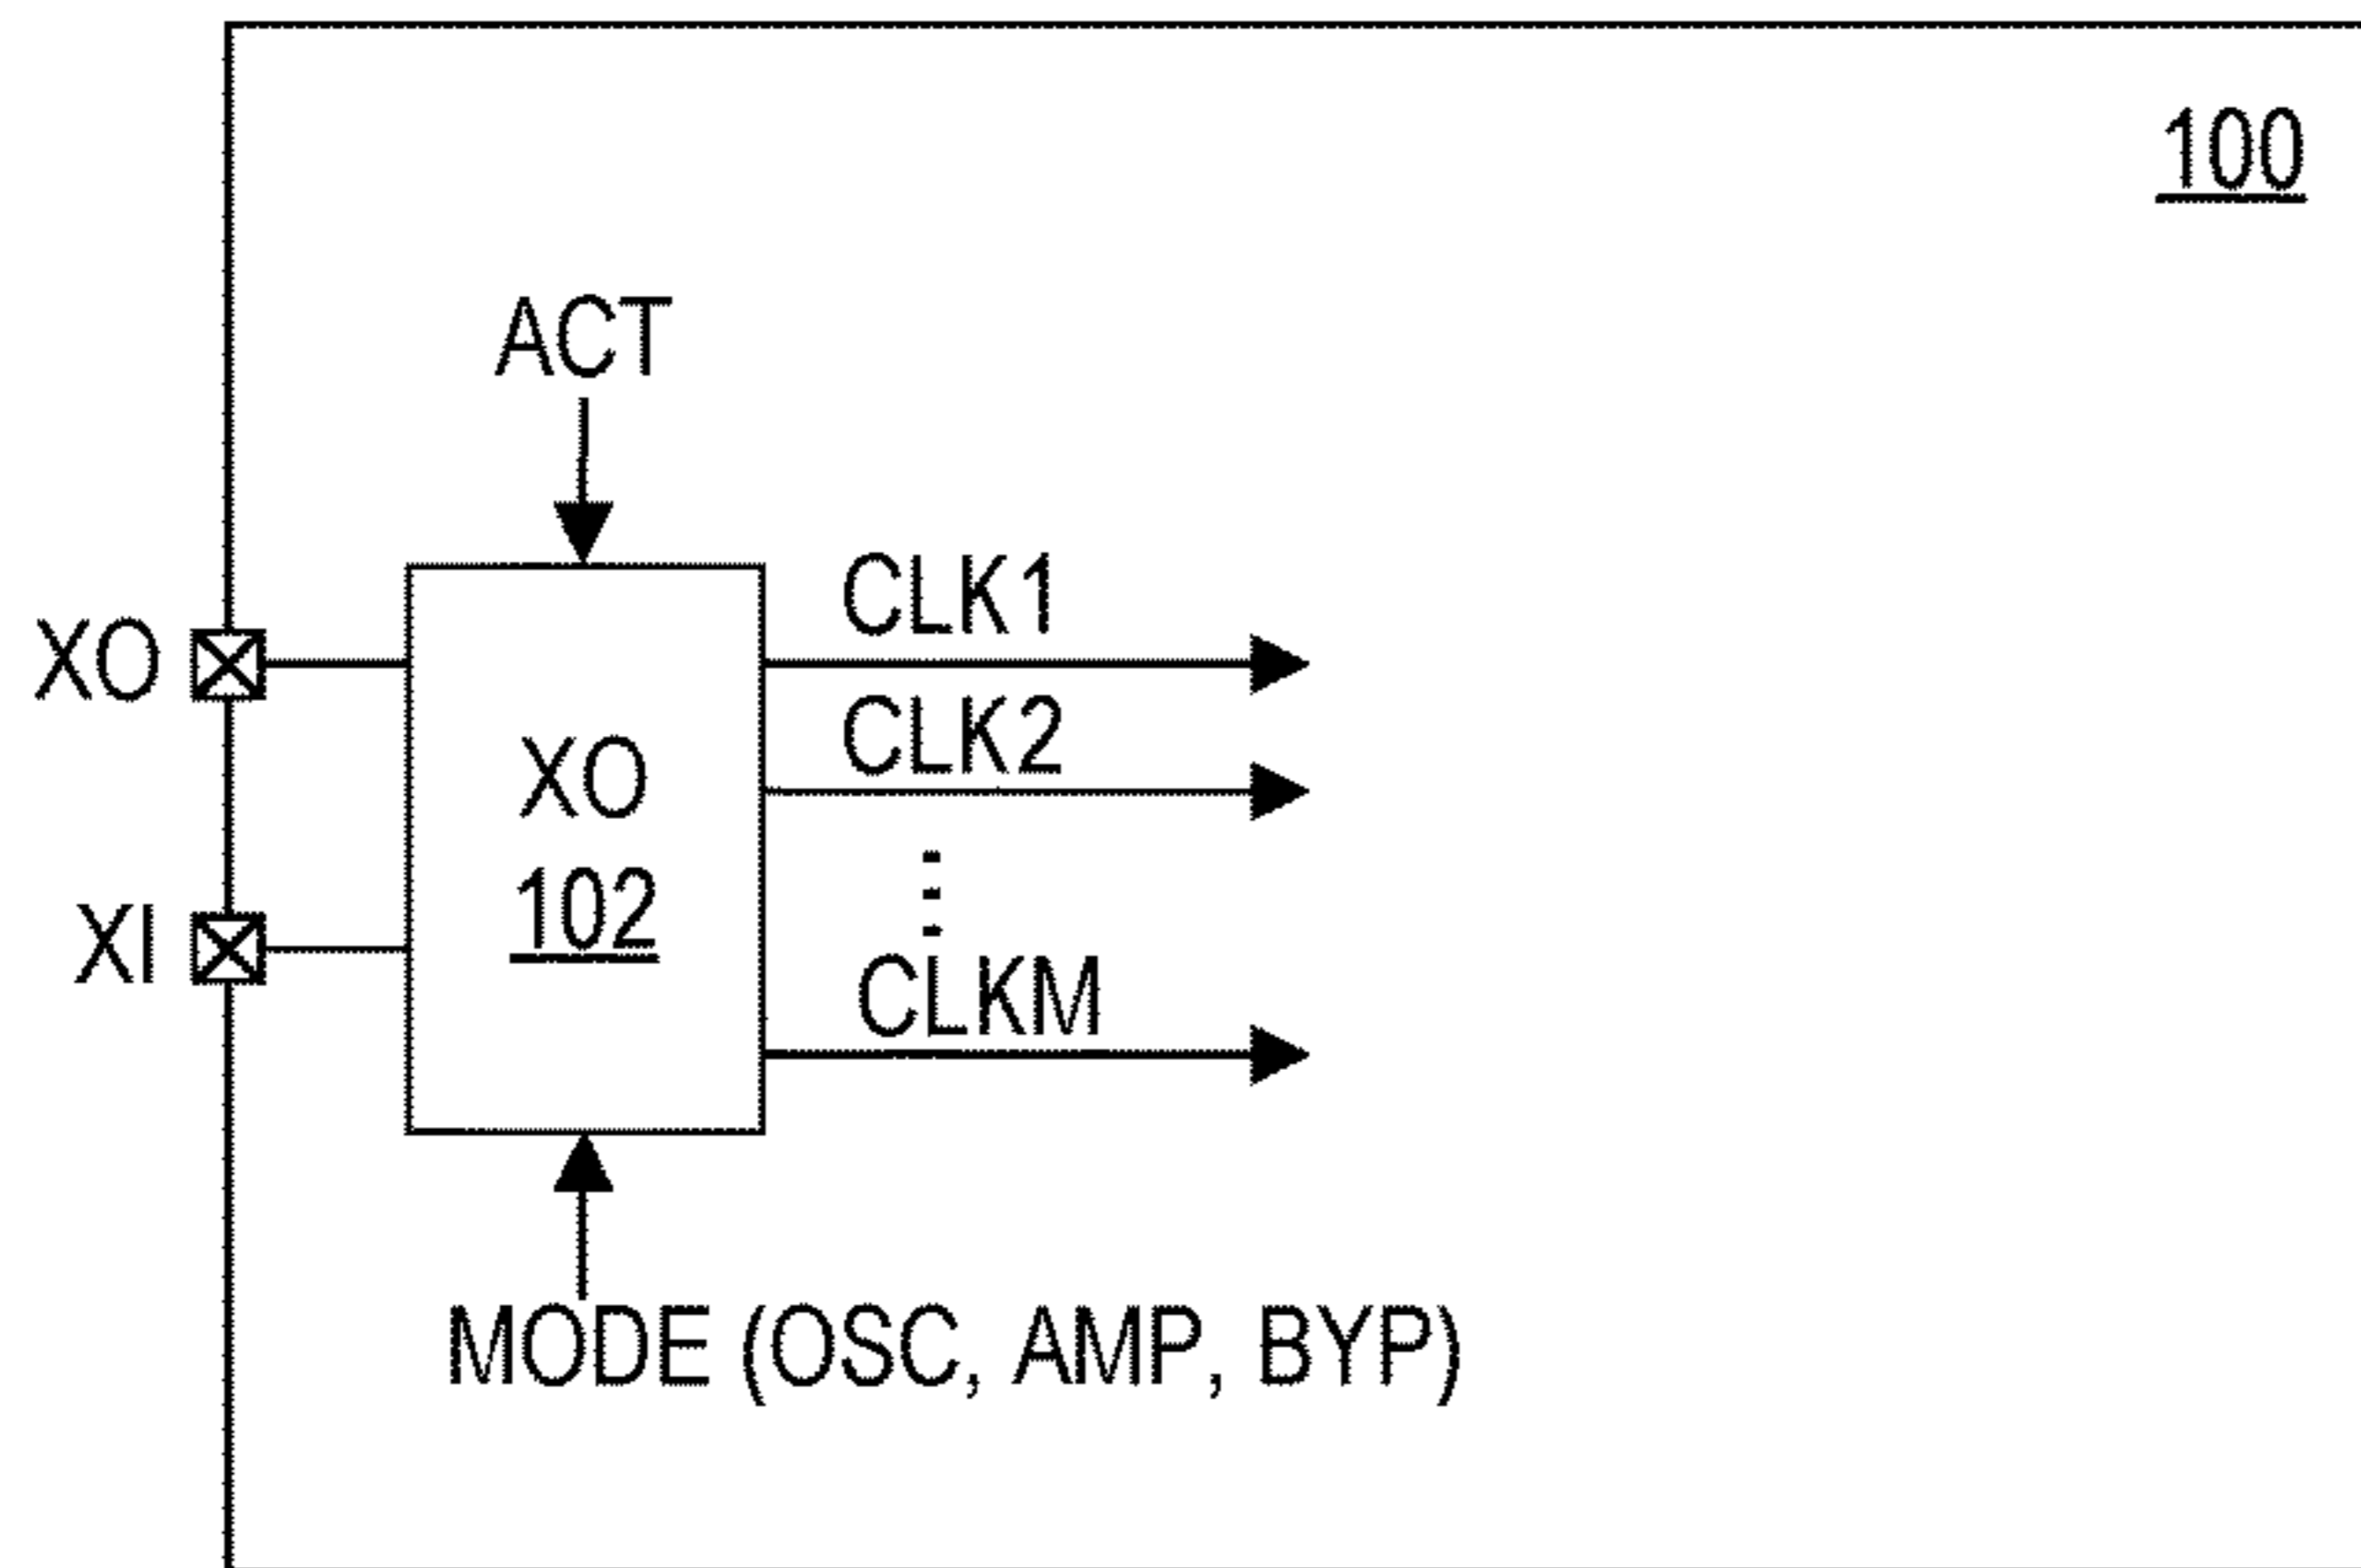 100
ACT
CLK1
XO
CLK2
XO
102
XI
CLKM
MODE (OSC, AMP, BYP)